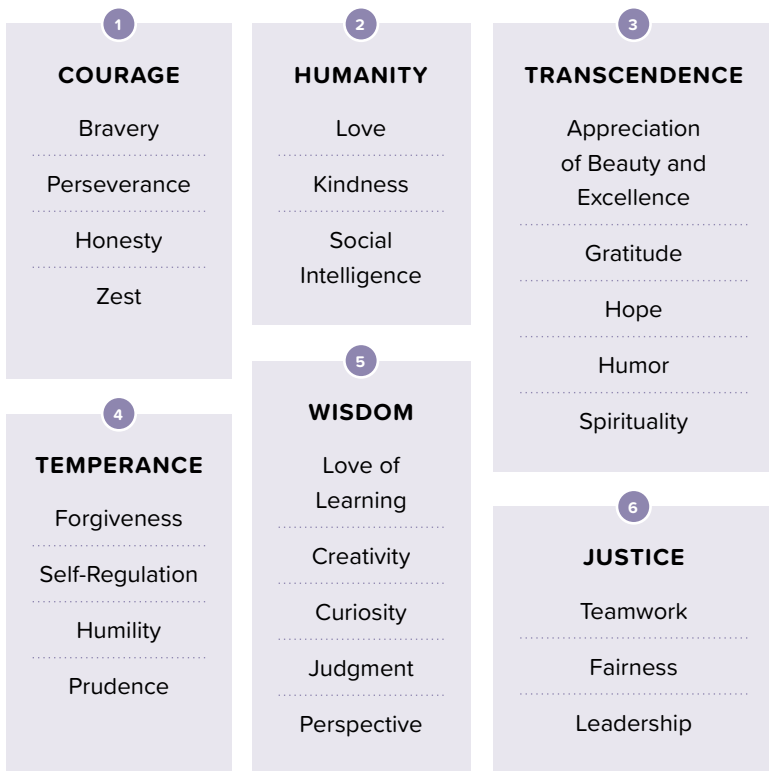 1
COURAGE
Bravery
Perseverance
Honesty
Zest
2
HUMANITY
Love
Kindness
Social
Intelligence
3
TRANSCENDENCE
Appreciation
of Beauty and
Excellence
Gratitude
Hope
Humor
Spirituality
4
TEMPERANCE
Forgiveness
Self-Regulation
Humility
Prudence
5
WISDOM
Love of
Learning
Creativity
Curiosity
Judgment
Perspective
6
JUSTICE
Teamwork
Fairness
Leadership